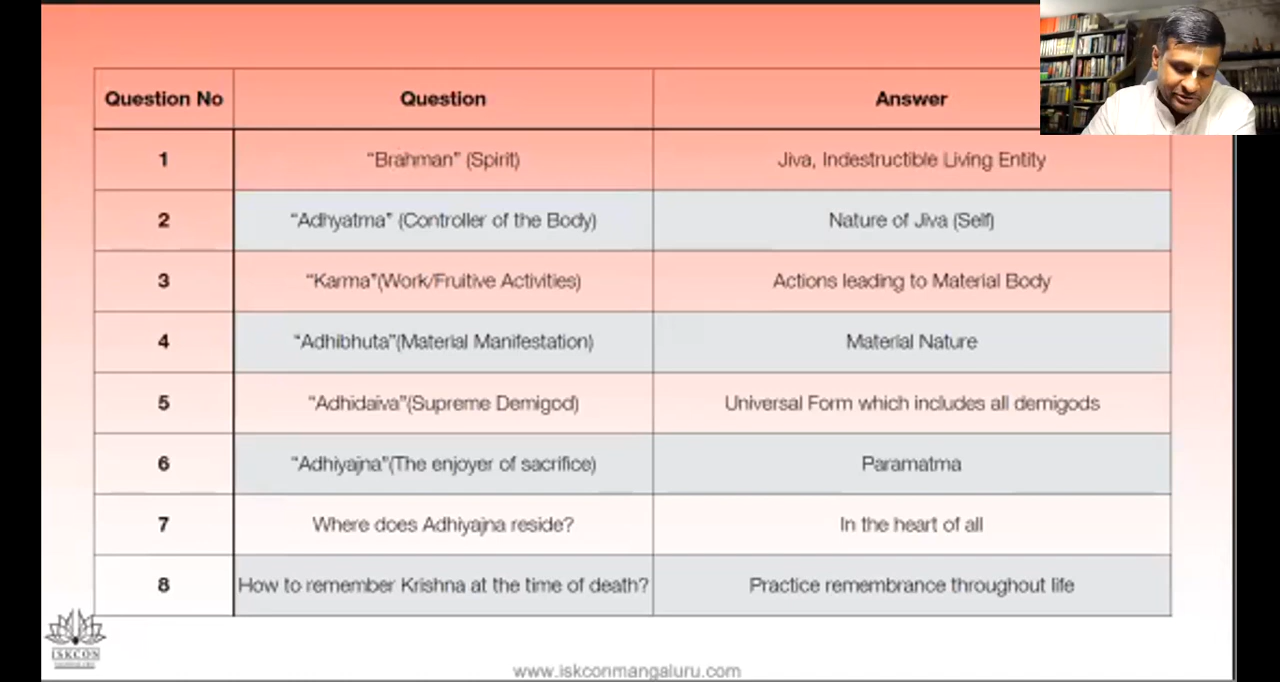 Question No Question Answer
1 “Brahman” (Spirit) Jiva, Indestructible Living Entity
2 “Adhyatma” (Controller of the Body) Nature of Jiva (Self)
3 “Karma”(Work/Fruitive Activities) Actions leading to Material Body
4 “Adhibhuta”(Material Manifestation) Material Nature
5 “Adhidaiva”(Supreme Demigod) Universal Form which includes all demigods
6 “Adhiyajna”(The enjoyer of sacrifice) Paramatma
7 Where does Adhiyajna reside? In the heart of all
8 How to remember Krishna at the time of death? Practice remembrance throughout life
ISKCON
www.iskconmangaluru.com